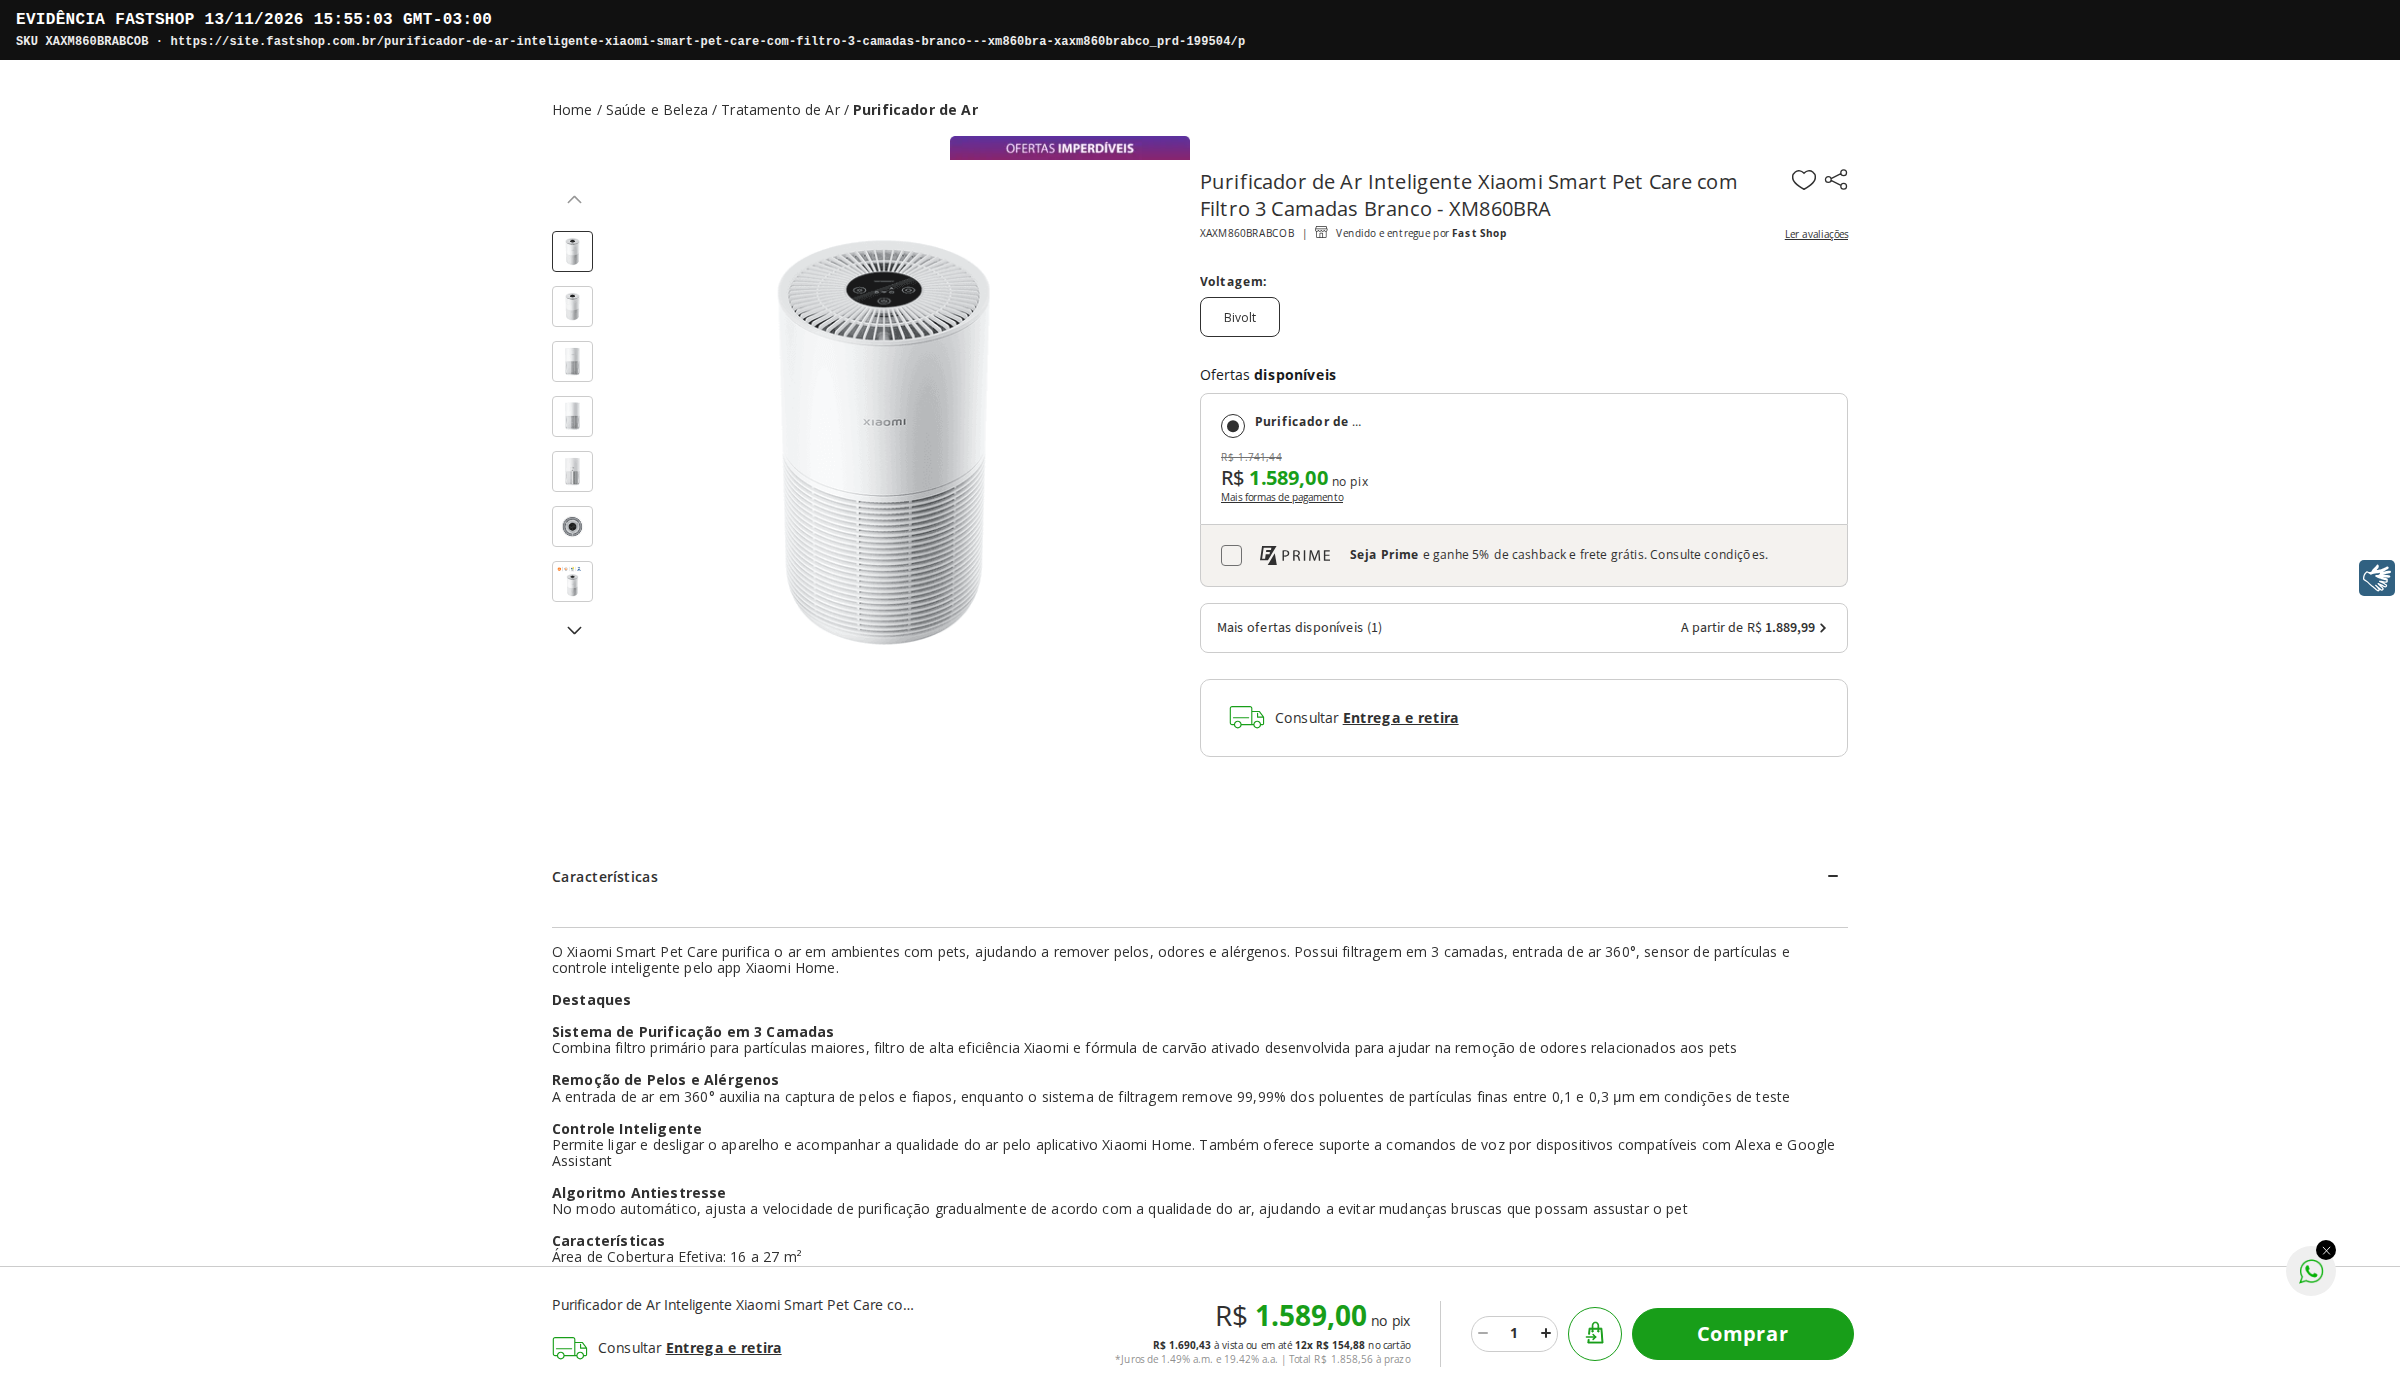 EVIDÊNCIA FASTSHOP 13/11/2026 15:55:03 GMT-03:00
SKU XAXM860BRABCOB · https://site.fastshop.com.br/purificador-de-ar-inteligente-xiaomi-smart-pet-care-com-filtro-3-camadas-branco---xm860bra-xaxm860brabco_prd-199504/p
Home / Saúde e Beleza / Tratamento de Ar / Purificador de Ar
OFERTAS IMPERDÍVEIS
Purificador de Ar Inteligente Xiaomi Smart Pet Care com
Filtro 3 Camadas Branco - XM860BRA
XAXM860BRABCOB | Vendido e entregue por Fast Shop
Ler avaliações
Voltagem:
Bivolt
xiaomi
Ofertas disponíveis
Purificador de ...
R$ 1.741,44
R$ 1.589,00 no pix
Mais formas de pagamento
PRIME Seja Prime e ganhe 5% de cashback e frete grátis. Consulte condições.
Mais ofertas disponíveis (1) A partir de R$ 1.889,99
Consultar Entrega e retira
Características
O Xiaomi Smart Pet Care purifica o ar em ambientes com pets, ajudando a remover pelos, odores e alérgenos. Possui filtragem em 3 camadas, entrada de ar 360°, sensor de partículas e
controle inteligente pelo app Xiaomi Home.
Destaques
Sistema de Purificação em 3 Camadas
Combina filtro primário para partículas maiores, filtro de alta eficiência Xiaomi e fórmula de carvão ativado desenvolvida para ajudar na remoção de odores relacionados aos pets
Remoção de Pelos e Alérgenos
A entrada de ar em 360° auxilia na captura de pelos e fiapos, enquanto o sistema de filtragem remove 99,99% dos poluentes de partículas finas entre 0,1 e 0,3 µm em condições de teste
Controle Inteligente
Permite ligar e desligar o aparelho e acompanhar a qualidade do ar pelo aplicativo Xiaomi Home. Também oferece suporte a comandos de voz por dispositivos compatíveis com Alexa e Google
Assistant
Algoritmo Antiestresse
No modo automático, ajusta a velocidade de purificação gradualmente de acordo com a qualidade do ar, ajudando a evitar mudanças bruscas que possam assustar o pet
Características
Área de Cobertura Efetiva: 16 a 27 m²
Purificador de Ar Inteligente Xiaomi Smart Pet Care co...
Consultar Entrega e retira
R$ 1.589,00 no pix
R$ 1.690,43 à vista ou em até 12x R$ 154,88 no cartão
*Juros de 1.49% a.m. e 19.42% a.a. | Total R$ 1.858,56 à prazo
1
Comprar